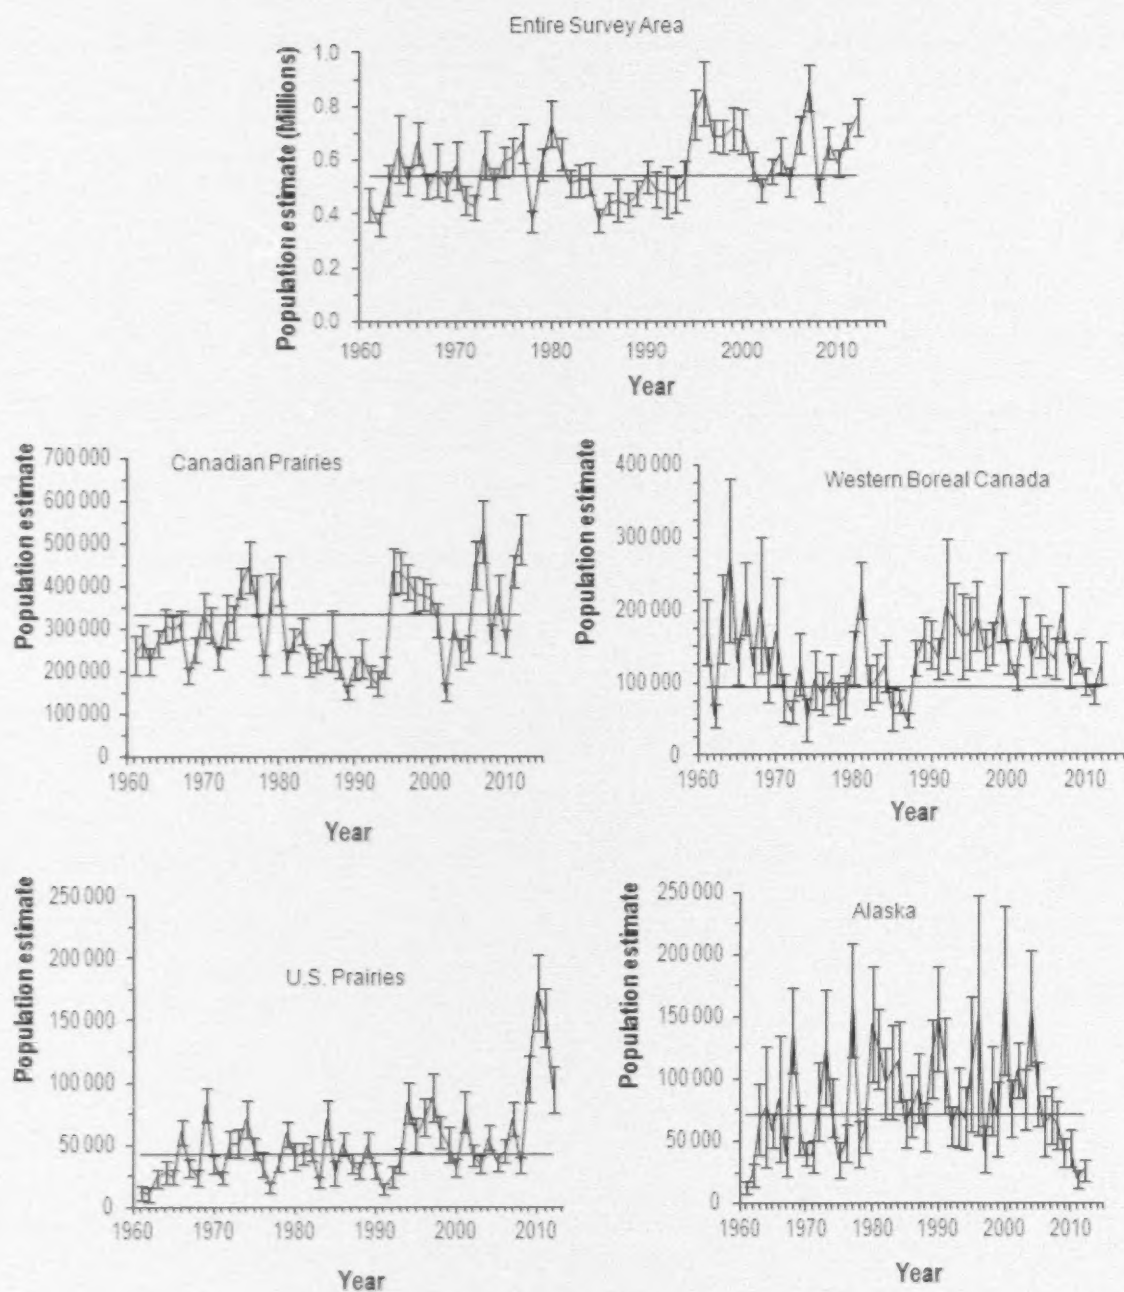 Entire Survey Area
Population estimate (Millions)
1.0
0.8
0.6
0.4
0.2
0.0
1960 1970 1980 1990 2000 2010
Year
Canadian Prairies
Population estimate
700 000
600 000
500 000
400 000
300 000
200 000
100 000
0
1960 1970 1980 1990 2000 2010
Year
Western Boreal Canada
Population estimate
400 000
300 000
200 000
100 000
0
1960 1970 1980 1990 2000 2010
Year
U.S. Prairies
Population estimate
250 000
200 000
150 000
100 000
50 000
0
1960 1970 1980 1990 2000 2010
Year
Alaska
Population estimate
250 000
200 000
150 000
100 000
50 000
0
1960 1970 1980 1990 2000 2010
Year